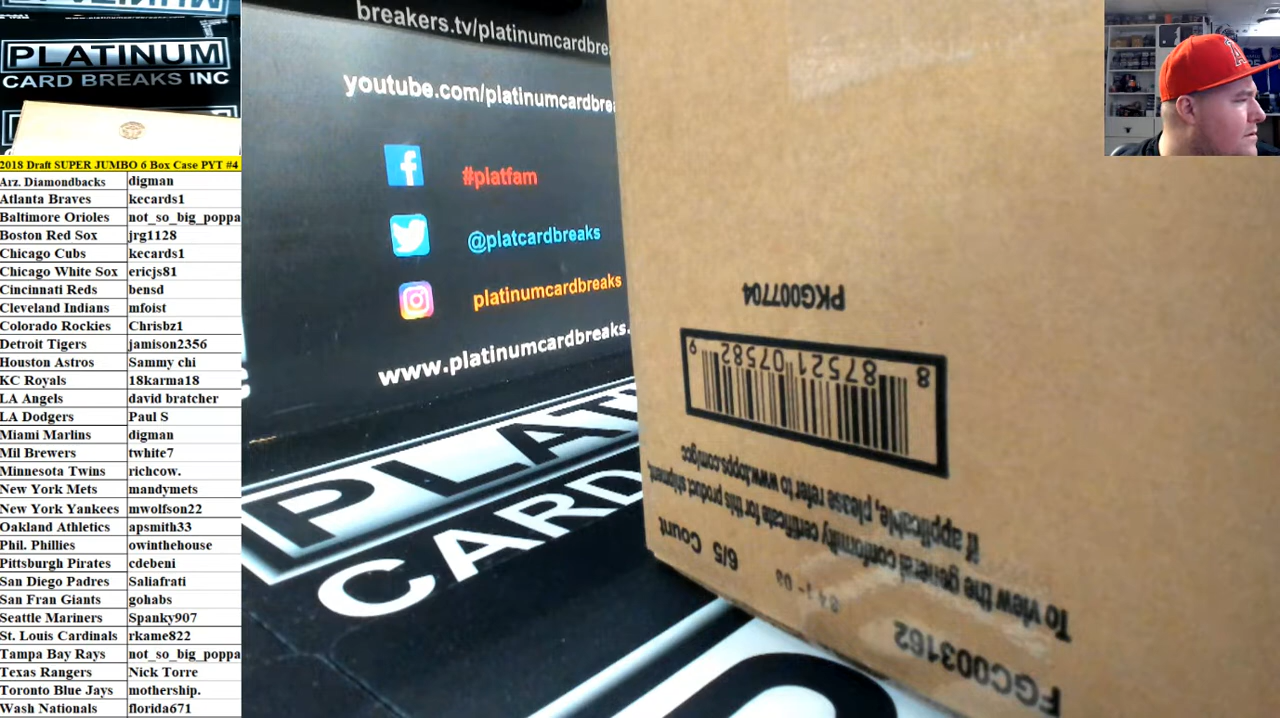 PLATINUM
CARD BREAKS INC
2018 Draft SUPER JUMBO 6 Box Case PYT #4
Arz. Diamondbacks digman
Atlanta Braves kecards1
Baltimore Orioles not_so_big_poppa
Boston Red Sox jrg1128
Chicago Cubs kecards1
Chicago White Sox ericjs81
Cincinnati Reds bensd
Cleveland Indians mfoist
Colorado Rockies Chrisbz1
Detroit Tigers jamison2356
Houston Astros Sammy chi
KC Royals 18karma18
LA Angels david bratcher
LA Dodgers Paul S
Miami Marlins digman
Mil Brewers twhite7
Minnesota Twins richcow.
New York Mets mandymets
New York Yankees mwolfson22
Oakland Athletics apsmith33
Phil. Phillies owinthehouse
Pittsburgh Pirates cdebeni
San Diego Padres Saliafrati
San Fran Giants gohabs
Seattle Mariners Spanky907
St. Louis Cardinals rkame822
Tampa Bay Rays not_so_big_poppa
Texas Rangers Nick Torre
Toronto Blue Jays mothership.
Wash Nationals florida671
breakers.tv/platinumcardbrea
youtube.com/platinumcardbrea
#platfam
@platcardbreaks
platinumcardbreaks
www.platinumcardbreaks.
PLAT
CARD
FGC003162
6/5 Count
To view the general conformity certificate for this product shipment,
if applicable, please refer to www.topps.com/gcc
8 87521 07582 9
PKG007704